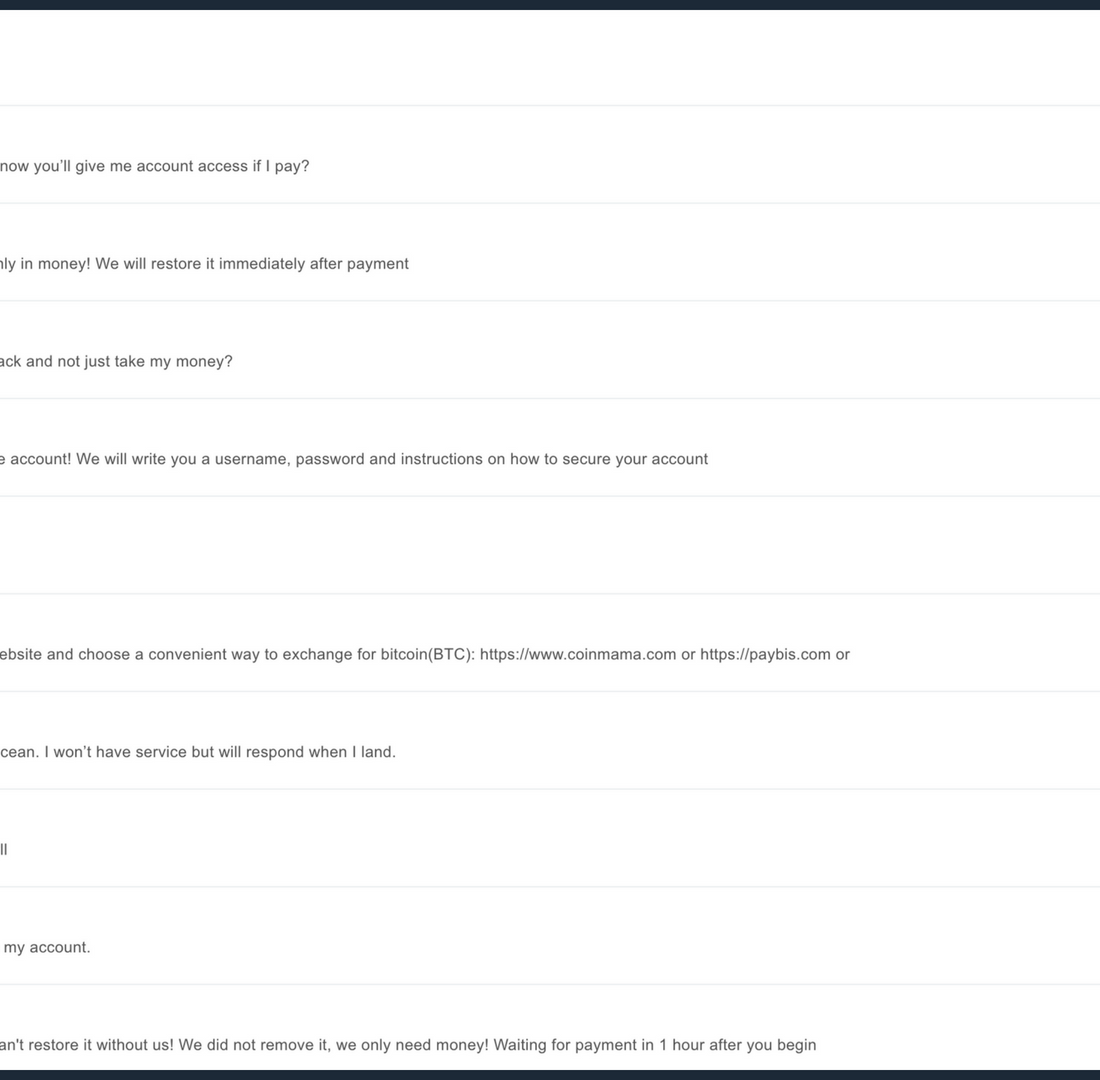 now you'll give me account access if I pay?
nly in money! We will restore it immediately after payment
ack and not just take my money?
e account! We will write you a username, password and instructions on how to secure your account
ebsite and choose a convenient way to exchange for bitcoin(BTC): https://www.coinmama.com or https://paybis.com or
cean. I won't have service but will respond when I land.
ll
my account.
an't restore it without us! We did not remove it, we only need money! Waiting for payment in 1 hour after you begin